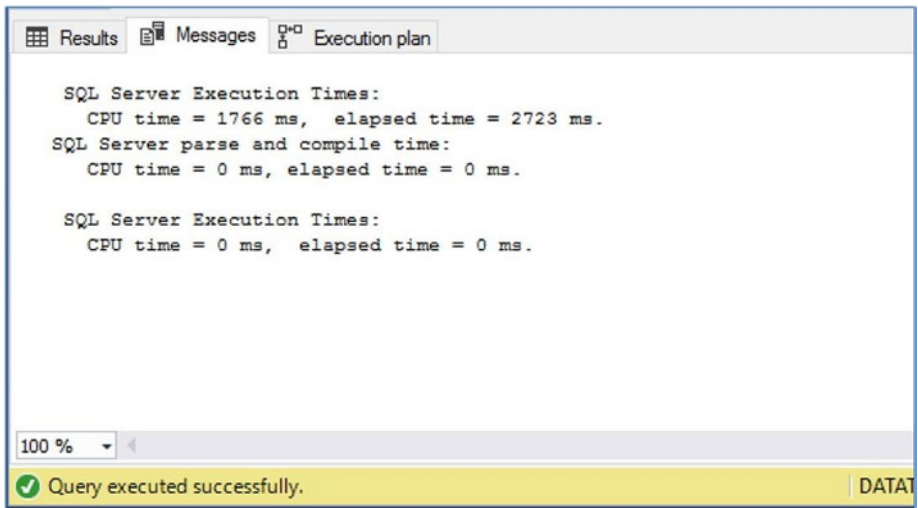 Results Messages Execution plan
SQL Server Execution Times:
CPU time = 1766 ms,  elapsed time = 2723 ms.
SQL Server parse and compile time:
CPU time = 0 ms, elapsed time = 0 ms.
SQL Server Execution Times:
CPU time = 0 ms,  elapsed time = 0 ms.
100 %
Query executed successfully. DATAT